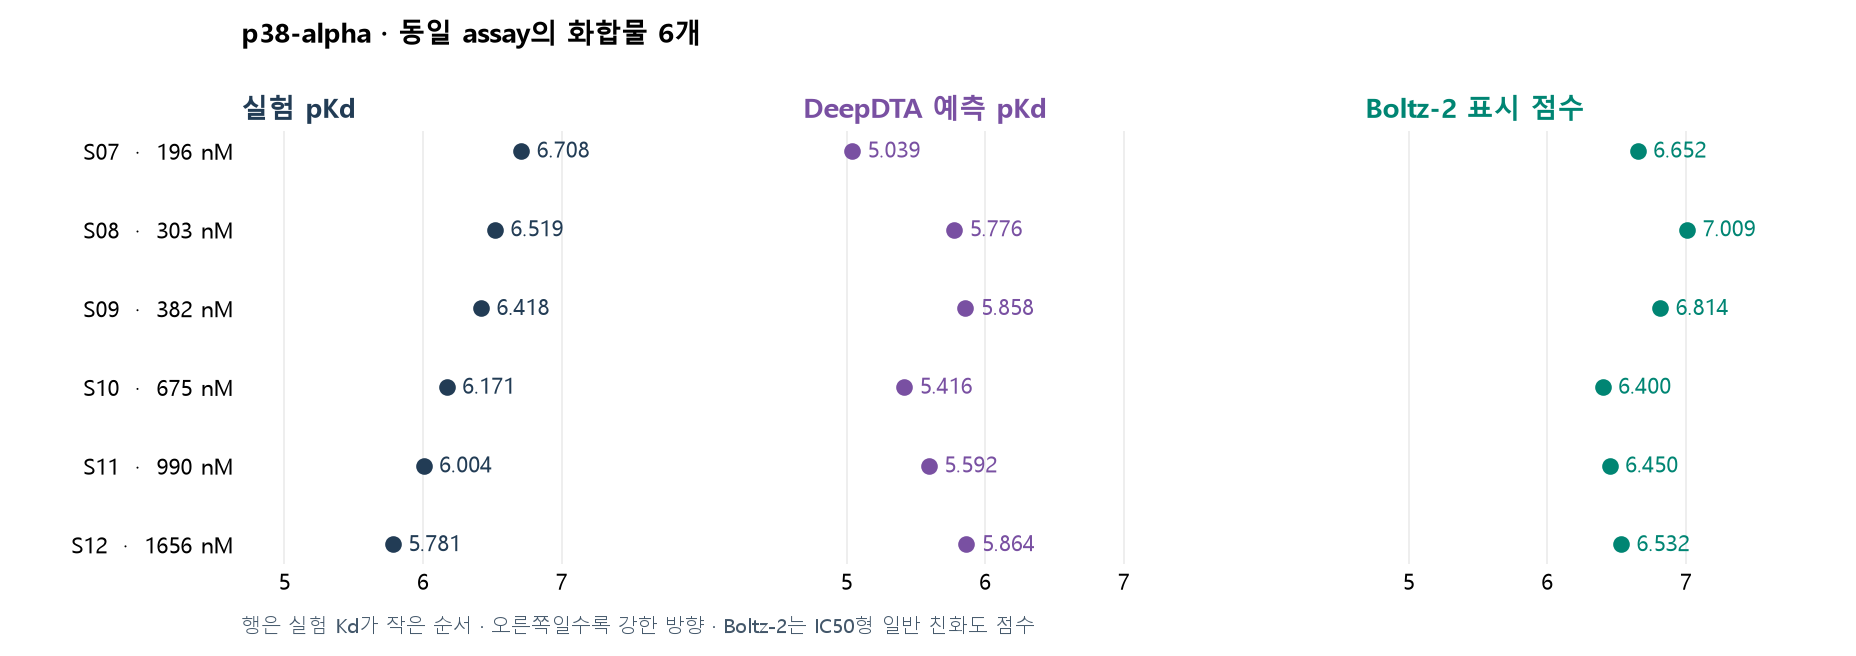 p38-alpha · 동일 assay의 화합물 6개
실험 pKd DeepDTA 예측 pKd Boltz-2 표시 점수
S07 · 196 nM 6.708 5.039 6.652
S08 · 303 nM 6.519 5.776 7.009
S09 · 382 nM 6.418 5.858 6.814
S10 · 675 nM 6.171 5.416 6.400
S11 · 990 nM 6.004 5.592 6.450
S12 · 1656 nM 5.781 5.864 6.532
5 6 7 5 6 7 5 6 7
행은 실험 Kd가 작은 순서 · 오른쪽일수록 강한 방향 · Boltz-2는 IC50형 일반 친화도 점수